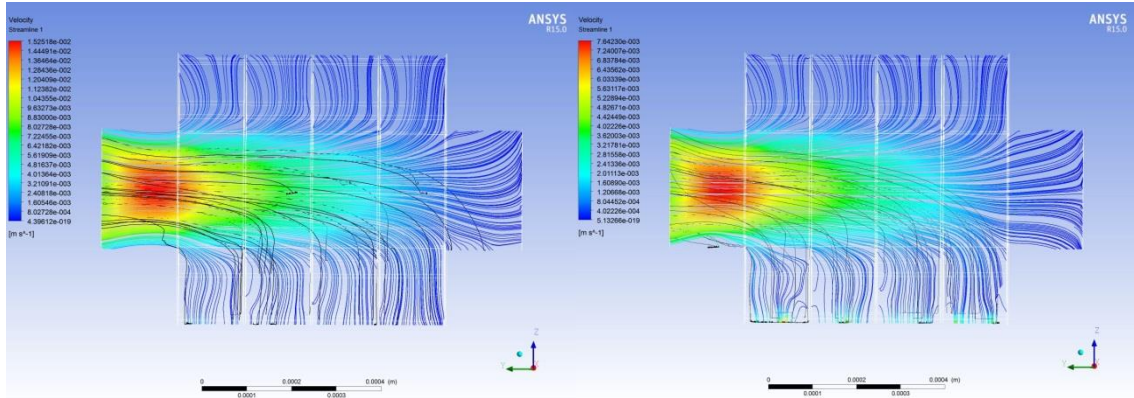 Velocity
Streamline 1
1.52518e-002
1.44491e-002
1.36464e-002
1.28436e-002
1.20409e-002
1.12382e-002
1.04355e-002
9.63273e-003
8.83000e-003
8.02728e-003
7.22455e-003
6.42182e-003
5.61909e-003
4.81637e-003
4.01364e-003
3.21091e-003
2.40818e-003
1.60546e-003
8.02728e-004
4.39612e-019
[m s^-1]
ANSYS
R15.0
Z
Y
0 0.0002 0.0004 (m)
0.0001 0.0003
Velocity
Streamline 1
7.64230e-003
7.24007e-003
6.83784e-003
6.43562e-003
6.03339e-003
5.63117e-003
5.22894e-003
4.82671e-003
4.42449e-003
4.02226e-003
3.62003e-003
3.21781e-003
2.81558e-003
2.41336e-003
2.01113e-003
1.60890e-003
1.20668e-003
8.04452e-004
4.02226e-004
5.13266e-019
[m s^-1]
ANSYS
R15.0
Z
Y
0 0.0002 0.0004 (m)
0.0001 0.0003